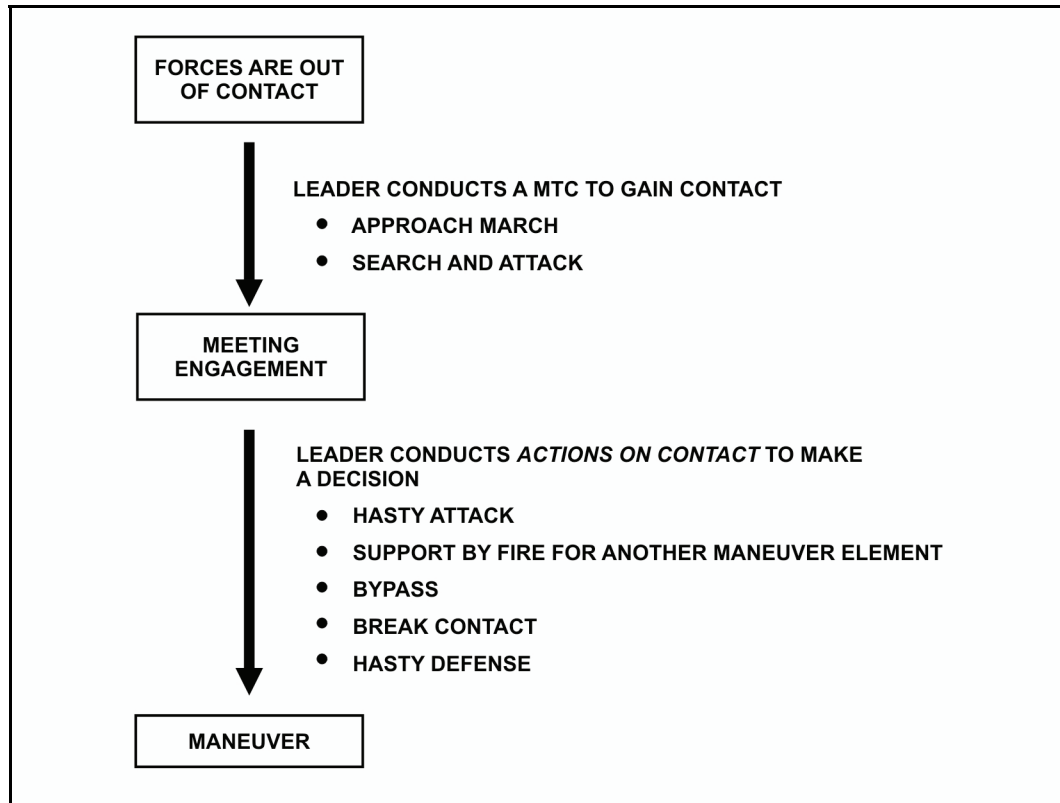 FORCES ARE OUT
OF CONTACT
LEADER CONDUCTS A MTC TO GAIN CONTACT
• APPROACH MARCH
• SEARCH AND ATTACK
MEETING
ENGAGEMENT
LEADER CONDUCTS ACTIONS ON CONTACT TO MAKE
A DECISION
• HASTY ATTACK
• SUPPORT BY FIRE FOR ANOTHER MANEUVER ELEMENT
• BYPASS
• BREAK CONTACT
• HASTY DEFENSE
MANEUVER